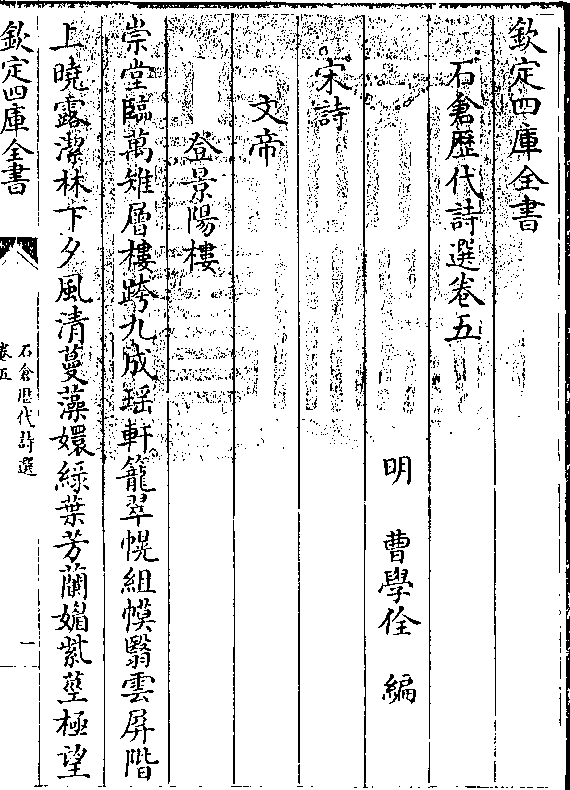 欽定四庫全書
石倉歷代詩選卷五
明 曹學佺 編
宋詩
文帝
登景陽樓
崇堂臨萬雉層樓跨九成瑶軒籠翠幌組幙翳雲屏階
上曉露潔林下夕風清蔓藻嬛緑葉芳蘭媚紫莖極望
欽定四庫全書
石倉歷代詩選
卷五
一